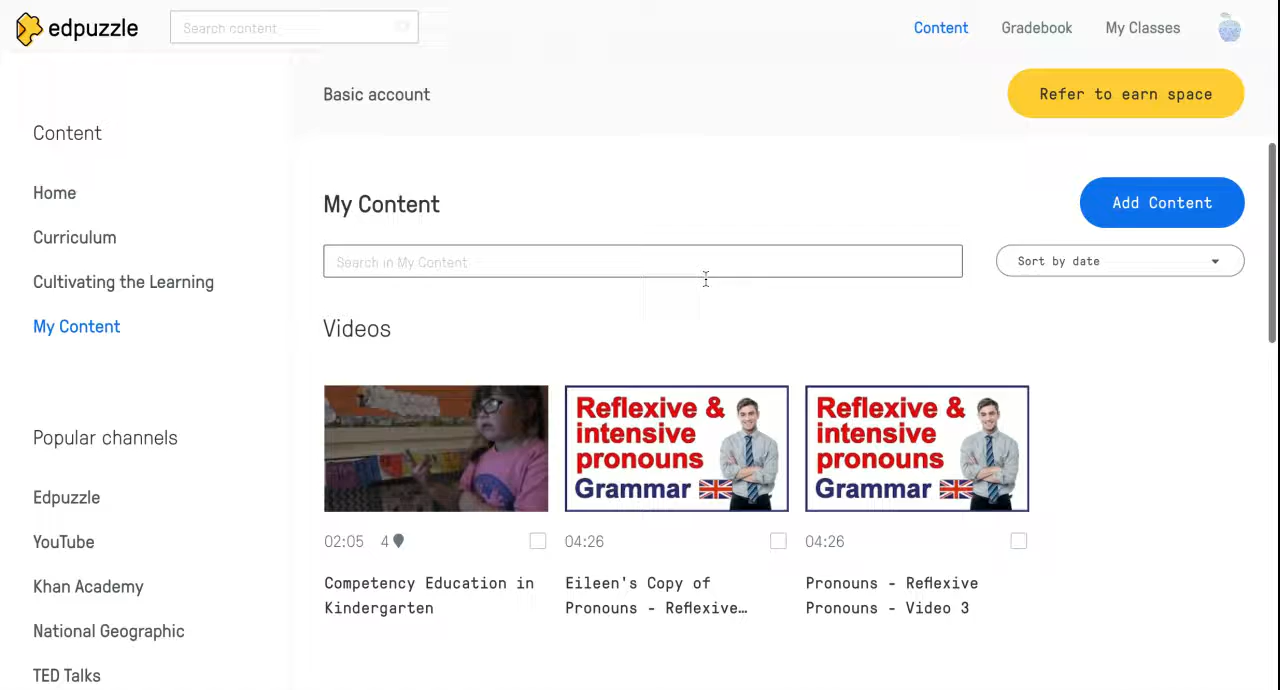 edpuzzle
Search content
Content
Gradebook
My Classes
Basic account
Refer to earn space
Content
Home
Curriculum
Cultivating the Learning
My Content
Popular channels
Edpuzzle
YouTube
Khan Academy
National Geographic
TED Talks
My Content
Add Content
Search in My Content
Sort by date
Videos
Reflexive &
intensive
pronouns
Grammar
Reflexive &
intensive
pronouns
Grammar
02:05 4
04:26
04:26
Competency Education in
Kindergarten
Eileen's Copy of
Pronouns - Reflexive…
Pronouns - Reflexive
Pronouns - Video 3